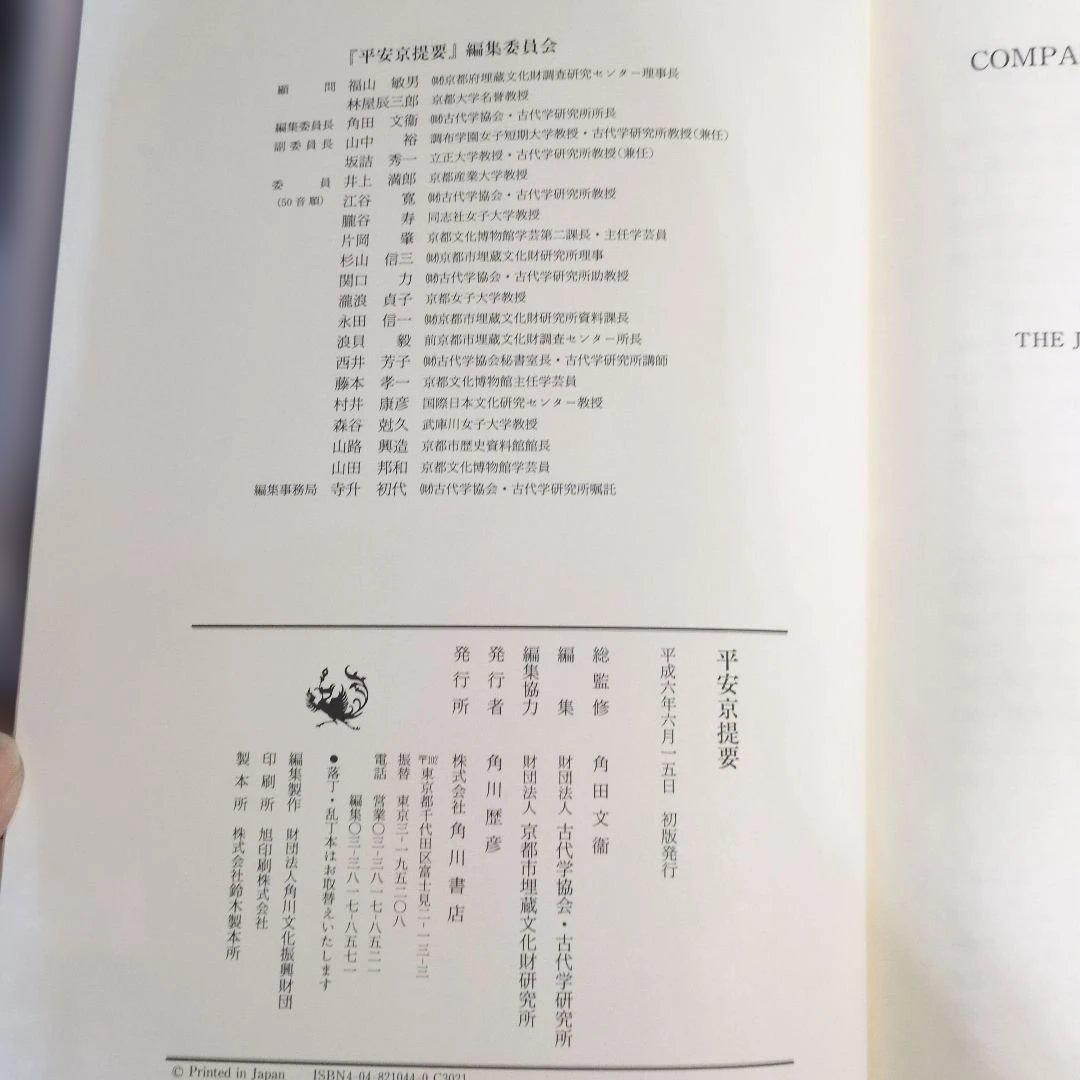 『平安京提要』編集委員会
顧問 福山 敏男 ㈶京都府埋蔵文化財調査研究センター理事長
林屋辰三郎 京都大学名誉教授
編集委員長 角田 文衞 ㈶古代学協会・古代学研究所所長
副委員長 山中 裕 調布学園女子短期大学教授・古代学研究所教授(兼任)
坂詰 秀一 立正大学教授・古代学研究所教授(兼任)
委員 井上 満郎 京都産業大学教授
(50音順) 江谷 寛 ㈶古代学協会・古代学研究所教授
朧谷 寿 同志社女子大学教授
片岡 肇 京都文化博物館学芸第二課長・主任学芸員
杉山 信三 ㈶京都市埋蔵文化財研究所理事
関口 力 ㈶古代学協会・古代学研究所助教授
瀧浪 貞子 京都女子大学教授
永田 信一 ㈶京都市埋蔵文化財研究所資料課長
浪貝 毅 前京都市埋蔵文化財調査センター所長
西井 芳子 ㈶古代学協会秘書室長・古代学研究所講師
藤本 孝一 京都文化博物館主任学芸員
村井 康彦 国際日本文化研究センター教授
森谷 尅久 武庫川女子大学教授
山路 興造 京都市歴史資料館館長
山田 邦和 京都文化博物館学芸員
編集事務局 寺升 初代 ㈶古代学協会・古代学研究所嘱託
平安京提要
平成六年六月一五日 初版発行
総監修 角田文衞
編集 財団法人 古代学協会・古代学研究所
編集協力 財団法人 京都市埋蔵文化財研究所
発行者 角川歴彦
発行所 株式会社 角川書店
〒102 東京都千代田区富士見二-一三-三
振替 東京三-一九五二〇八
電話 営業〇三-三八一七-八五二一
編集〇三-三八一七-八五七一
●落丁・乱丁本はお取替えいたします
編集製作 財団法人角川文化振興財団
印刷所 旭印刷株式会社
製本所 株式会社鈴木製本所
© Printed in Japan ISBN4-04-821044-0 C3021
COMPA
THE J